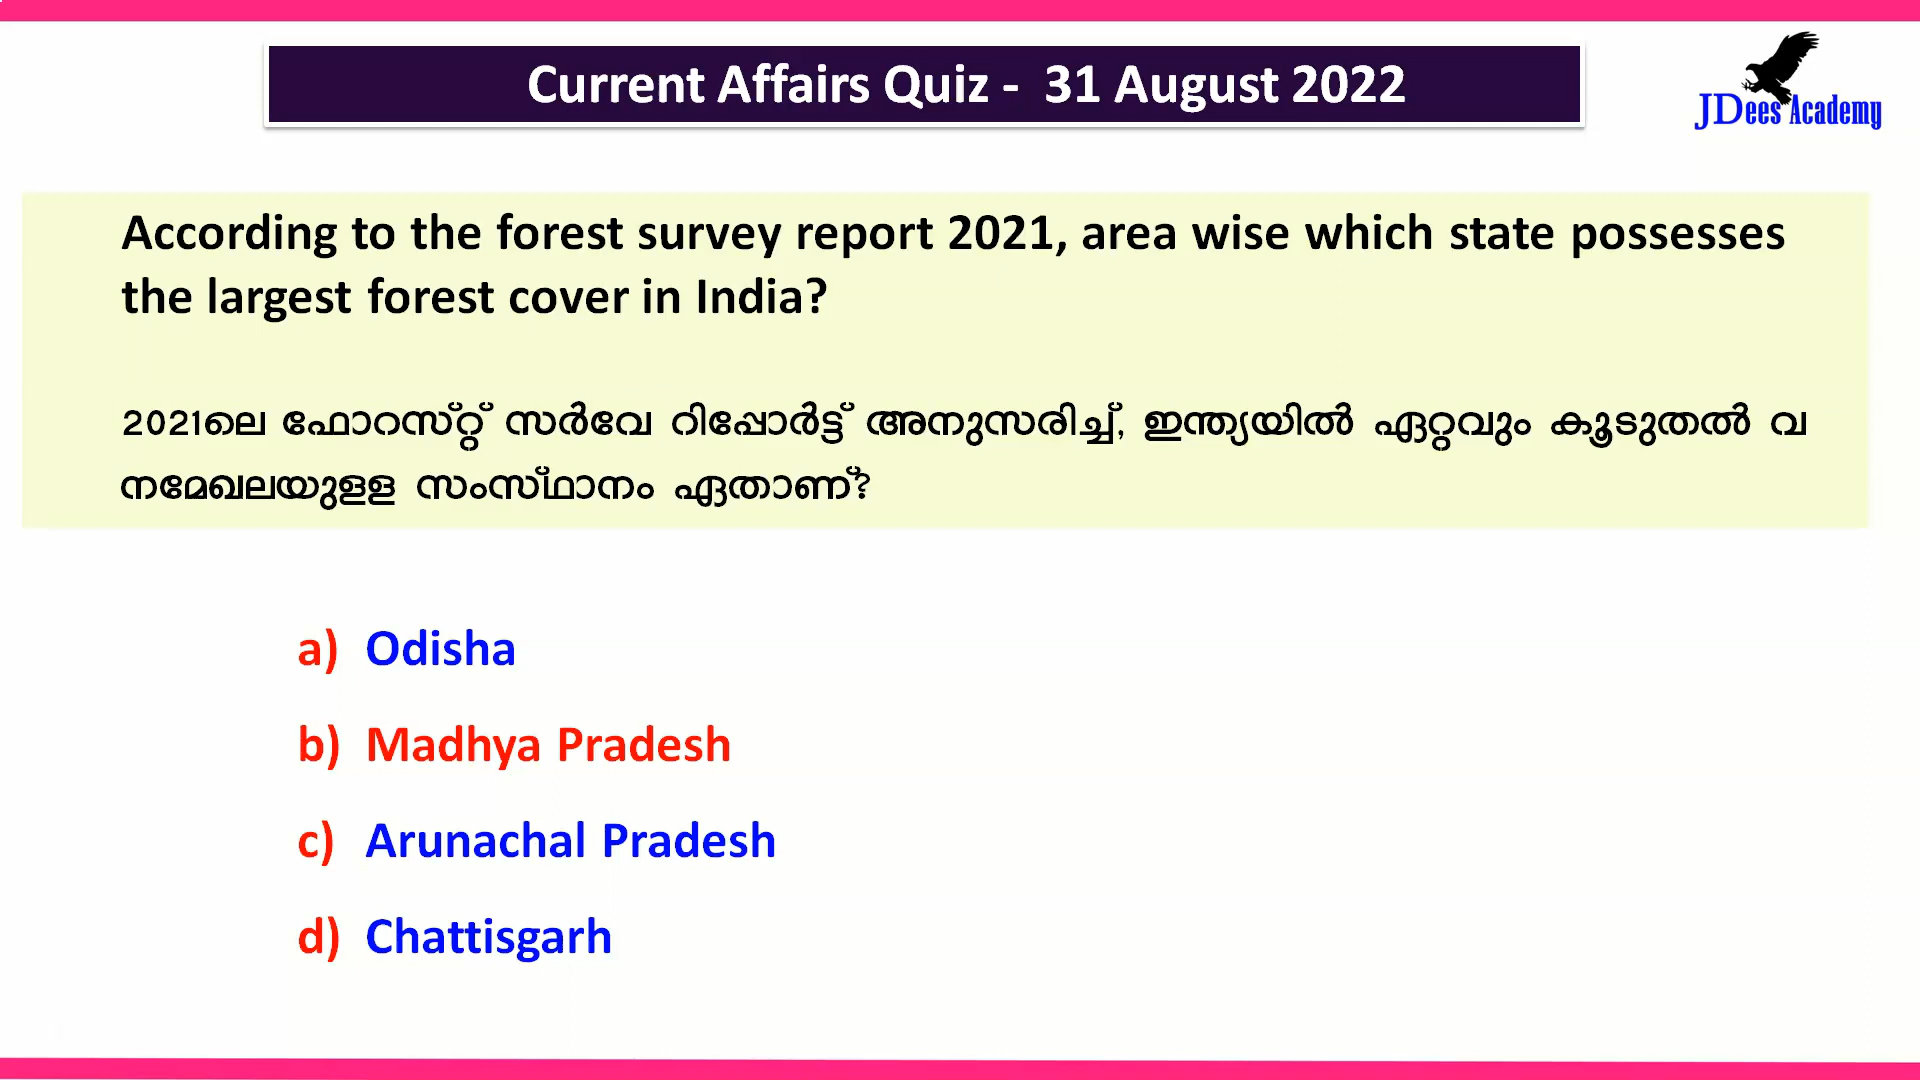 Current Affairs Quiz - 31 August 2022
JDees Academy
According to the forest survey report 2021, area wise which state possesses
the largest forest cover in India?
2021ലെ ഫോറസ്റ്റ് സർവേ റിപ്പോർട്ട് അനുസരിച്ച്, ഇന്ത്യയിൽ ഏറ്റവും കൂടുതൽ വ
നമേഖലയുളള സംസ്ഥാനം ഏതാണ്?
a) Odisha
b) Madhya Pradesh
c) Arunachal Pradesh
d) Chattisgarh